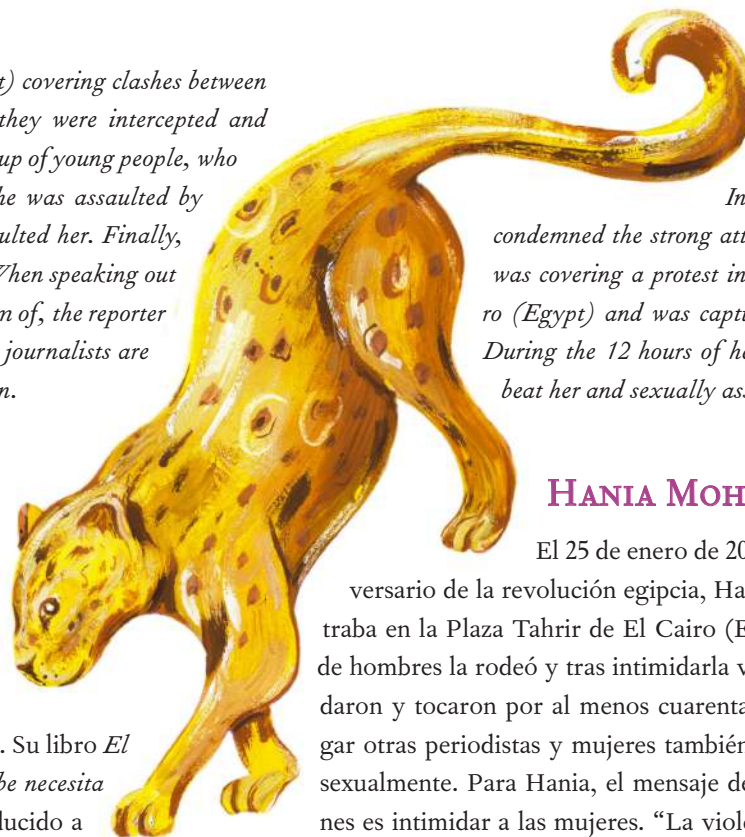 t) covering clashes between
they were intercepted and
up of young people, who
he was assaulted by
ulted her. Finally,
When speaking out
m of, the reporter
journalists are
n.
. Su libro El
be necesita
lucido a
In
condemned the strong att
was covering a protest in
ro (Egypt) and was captu
During the 12 hours of he
beat her and sexually ass
HANIA MOH
El 25 de enero de 20
versario de la revolución egipcia, Ha
traba en la Plaza Tahrir de El Cairo (E
de hombres la rodeó y tras intimidarla v
daron y tocaron por al menos cuarenta
gar otras periodistas y mujeres también
sexualmente. Para Hania, el mensaje de
nes es intimidar a las mujeres. “La viole